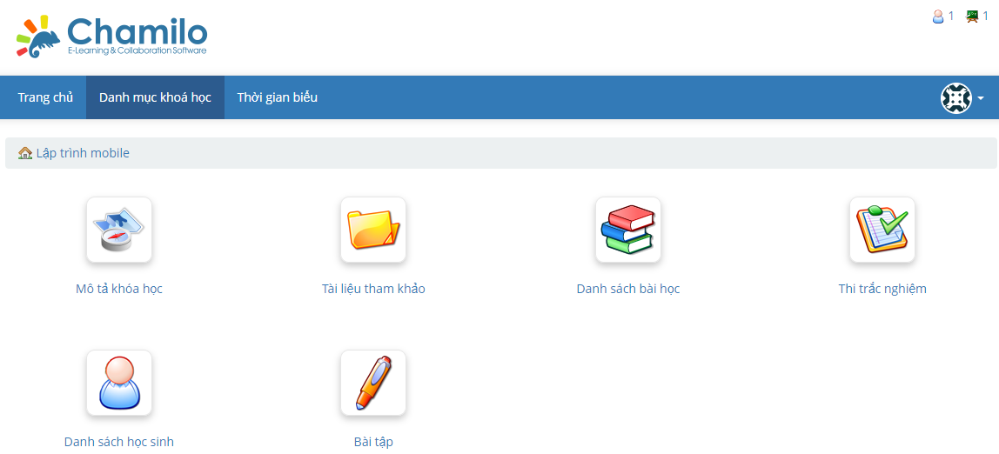 Chamilo
E-Learning & Collaboration Software
1 1
Trang chủ Danh mục khoá học Thời gian biểu
Lập trình mobile
Mô tả khóa học Tài liệu tham khảo Danh sách bài học Thi trắc nghiệm
Danh sách học sinh Bài tập